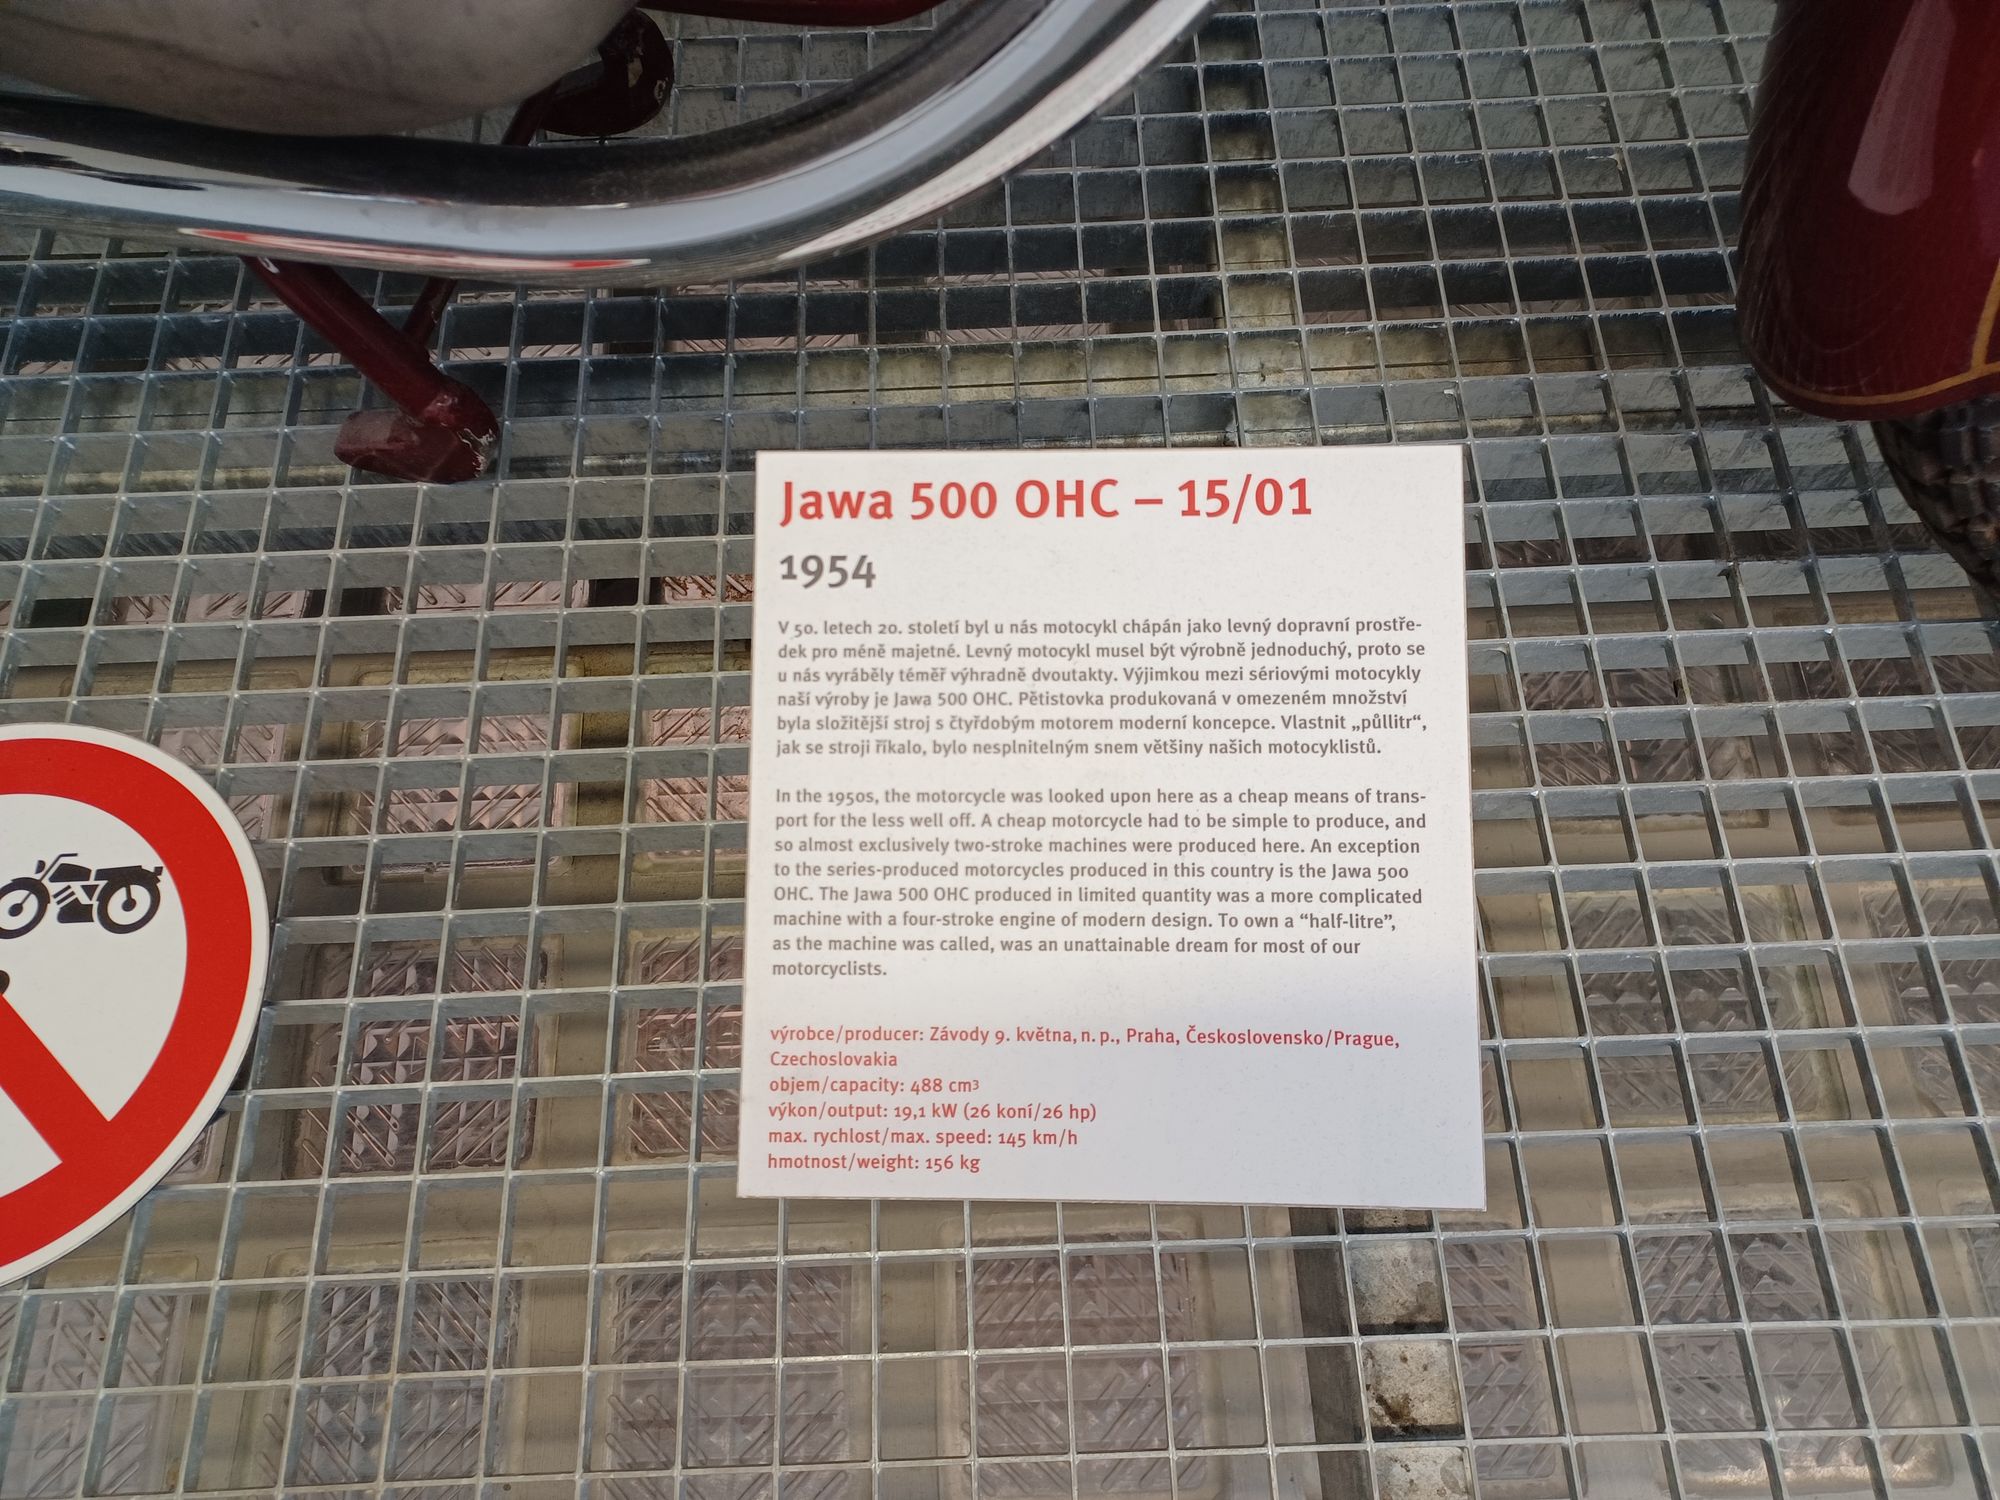 Jawa 500 OHC – 15/01
1954
V 50. letech 20. století byl u nás motocykl chápán jako levný dopravní prostře-
dek pro méně majetné. Levný motocykl musel být výrobně jednoduchý, proto se
u nás vyráběly téměř výhradně dvoutakty. Výjimkou mezi sériovými motocykly
naší výroby je Jawa 500 OHC. Pětistovka produkovaná v omezeném množství
byla složitější stroj s čtyřdobým motorem moderní koncepce. Vlastnit „půllitr“,
jak se stroji říkalo, bylo nesplnitelným snem většiny našich motocyklistů.
In the 1950s, the motorcycle was looked upon here as a cheap means of trans-
port for the less well off. A cheap motorcycle had to be simple to produce, and
so almost exclusively two-stroke machines were produced here. An exception
to the series-produced motorcycles produced in this country is the Jawa 500
OHC. The Jawa 500 OHC produced in limited quantity was a more complicated
machine with a four-stroke engine of modern design. To own a “half-litre”,
as the machine was called, was an unattainable dream for most of our
motorcyclists.
výrobce/producer: Závody 9. května, n. p., Praha, Československo/Prague,
Czechoslovakia
objem/capacity: 488 cm³
výkon/output: 19,1 kW (26 koní/26 hp)
max. rychlost/max. speed: 145 km/h
hmotnost/weight: 156 kg